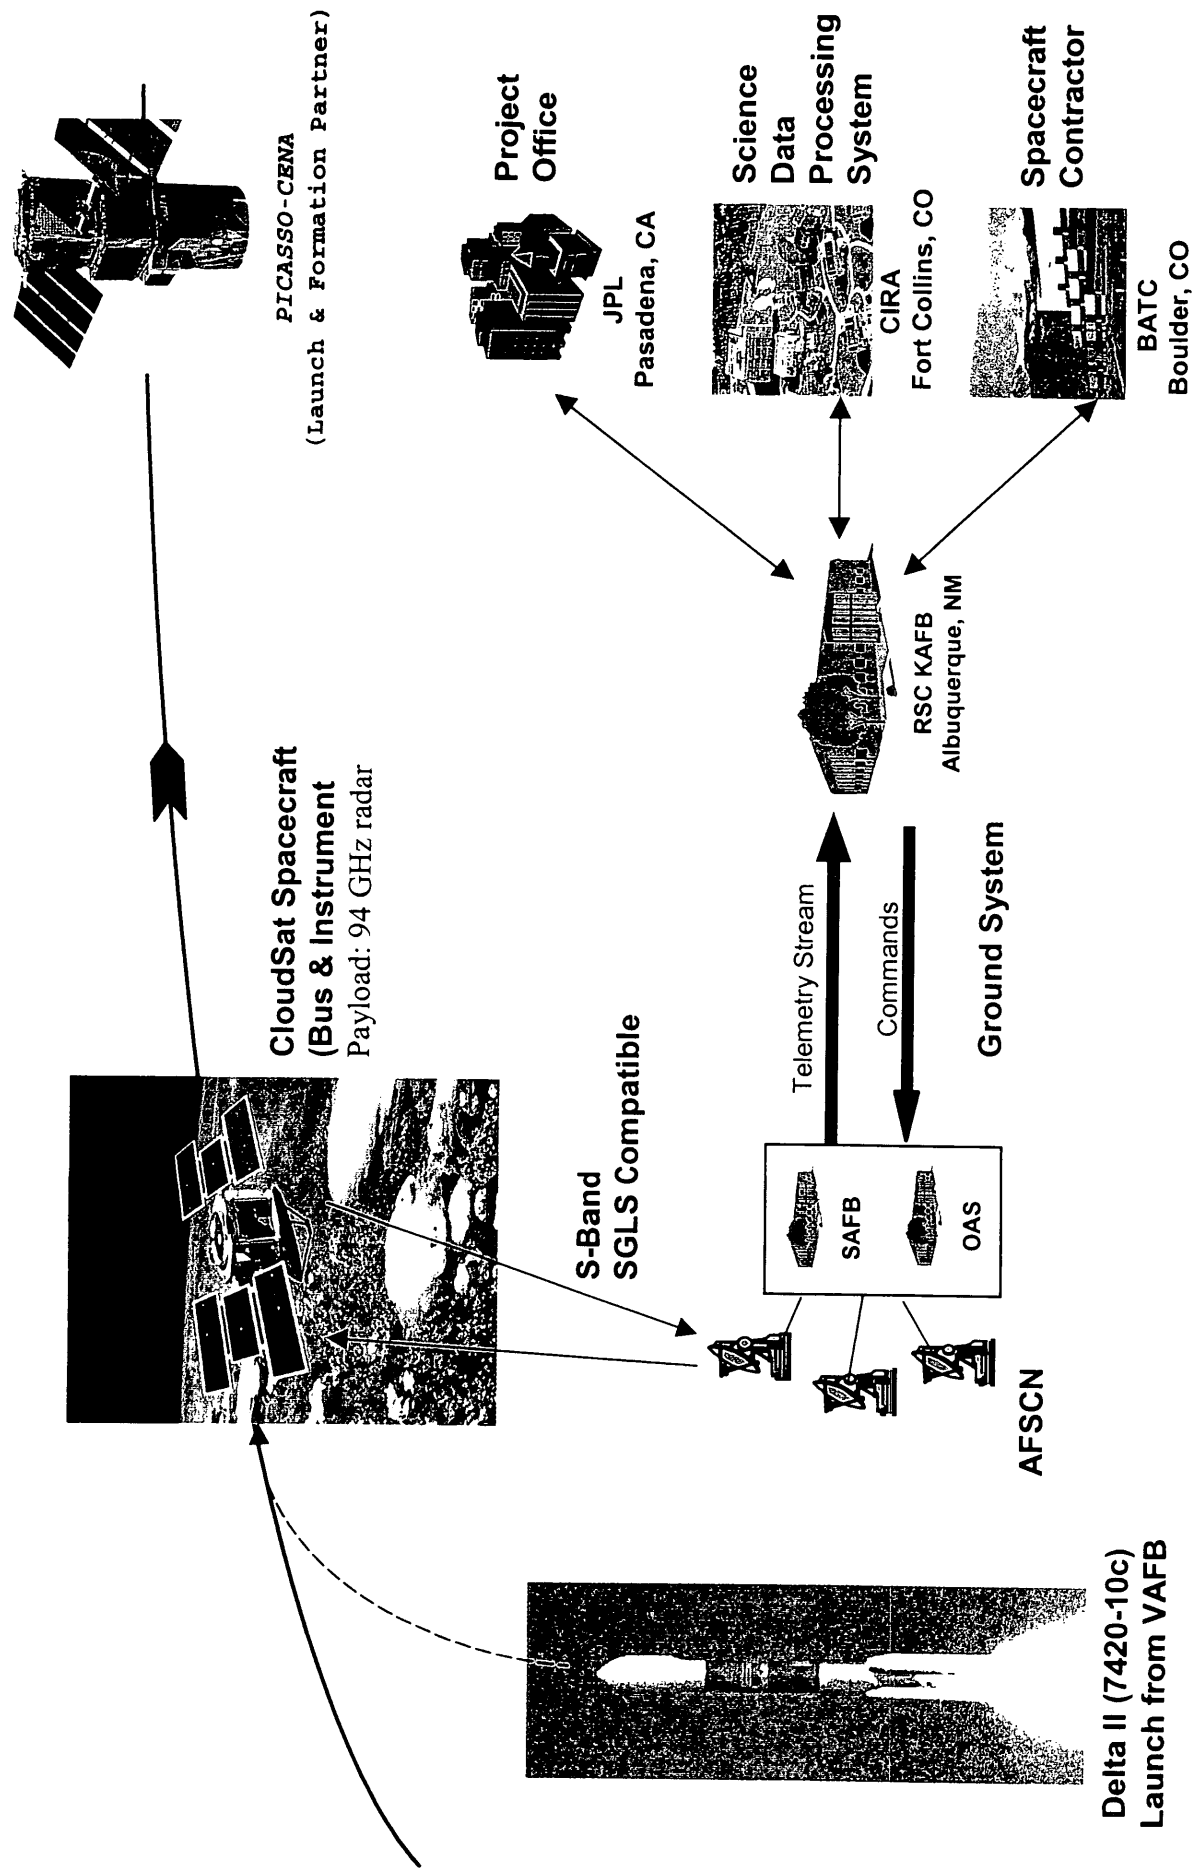 PICASSO-CENA
(Launch & Formation Partner)
CloudSat Spacecraft
(Bus & Instrument
Payload: 94 GHz radar
S-Band
SGLS Compatible
Project
Office
JPL
Pasadena, CA
Science
Data
Processing
System
CIRA
Fort Collins, CO
Spacecraft
Contractor
BATC
Boulder, CO
RSC KAFB
Albuquerque, NM
Telemetry Stream
Commands
Ground System
SAFB
OAS
AFSCN
Delta II (7420-10c)
Launch from VAFB